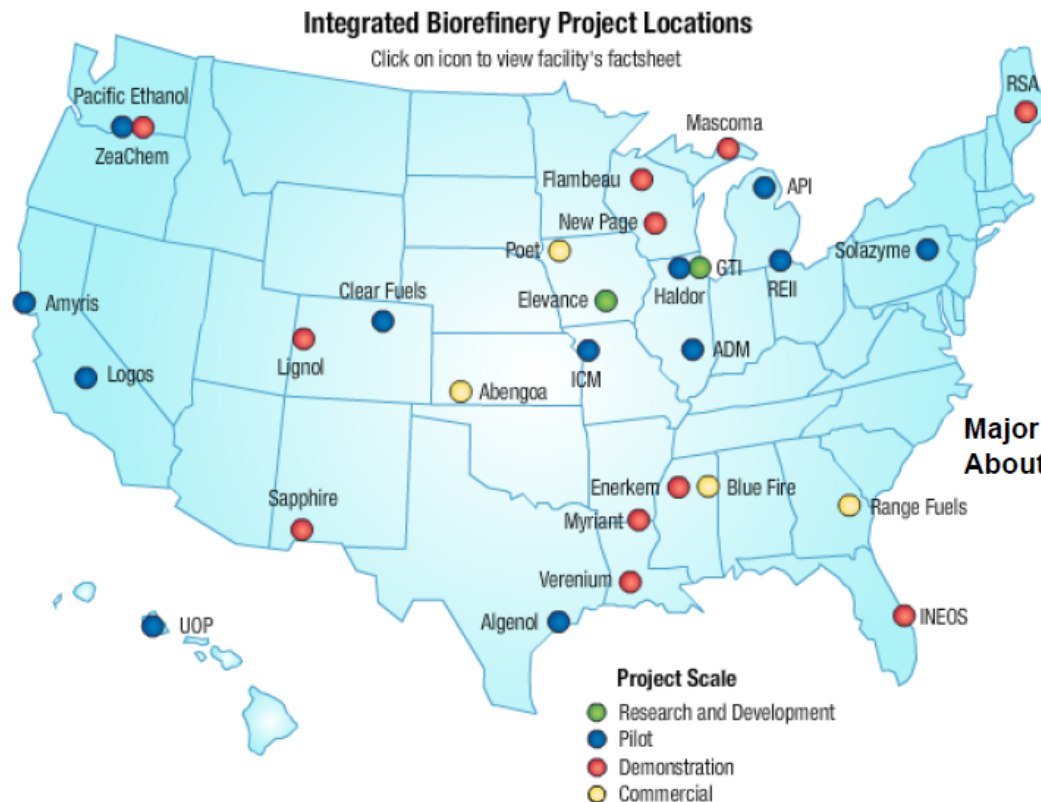 Integrated Biorefinery Project Locations
Click on icon to view facility's factsheet
RSA
Pacific Ethanol
Mascoma
ZeaChem
Flambeau
API
New Page
Poet
Solazyme
GTI
Clear Fuels
Haldor
REII
Elevance
Amyris
Lignol
ADM
Logos
ICM
Abengoa
Major
About
Sapphire
Enerkem
Blue Fire
Range Fuels
Myriant
Verenium
INEOS
Algenol
UOP
Project Scale
Research and Development
Pilot
Demonstration
Commercial